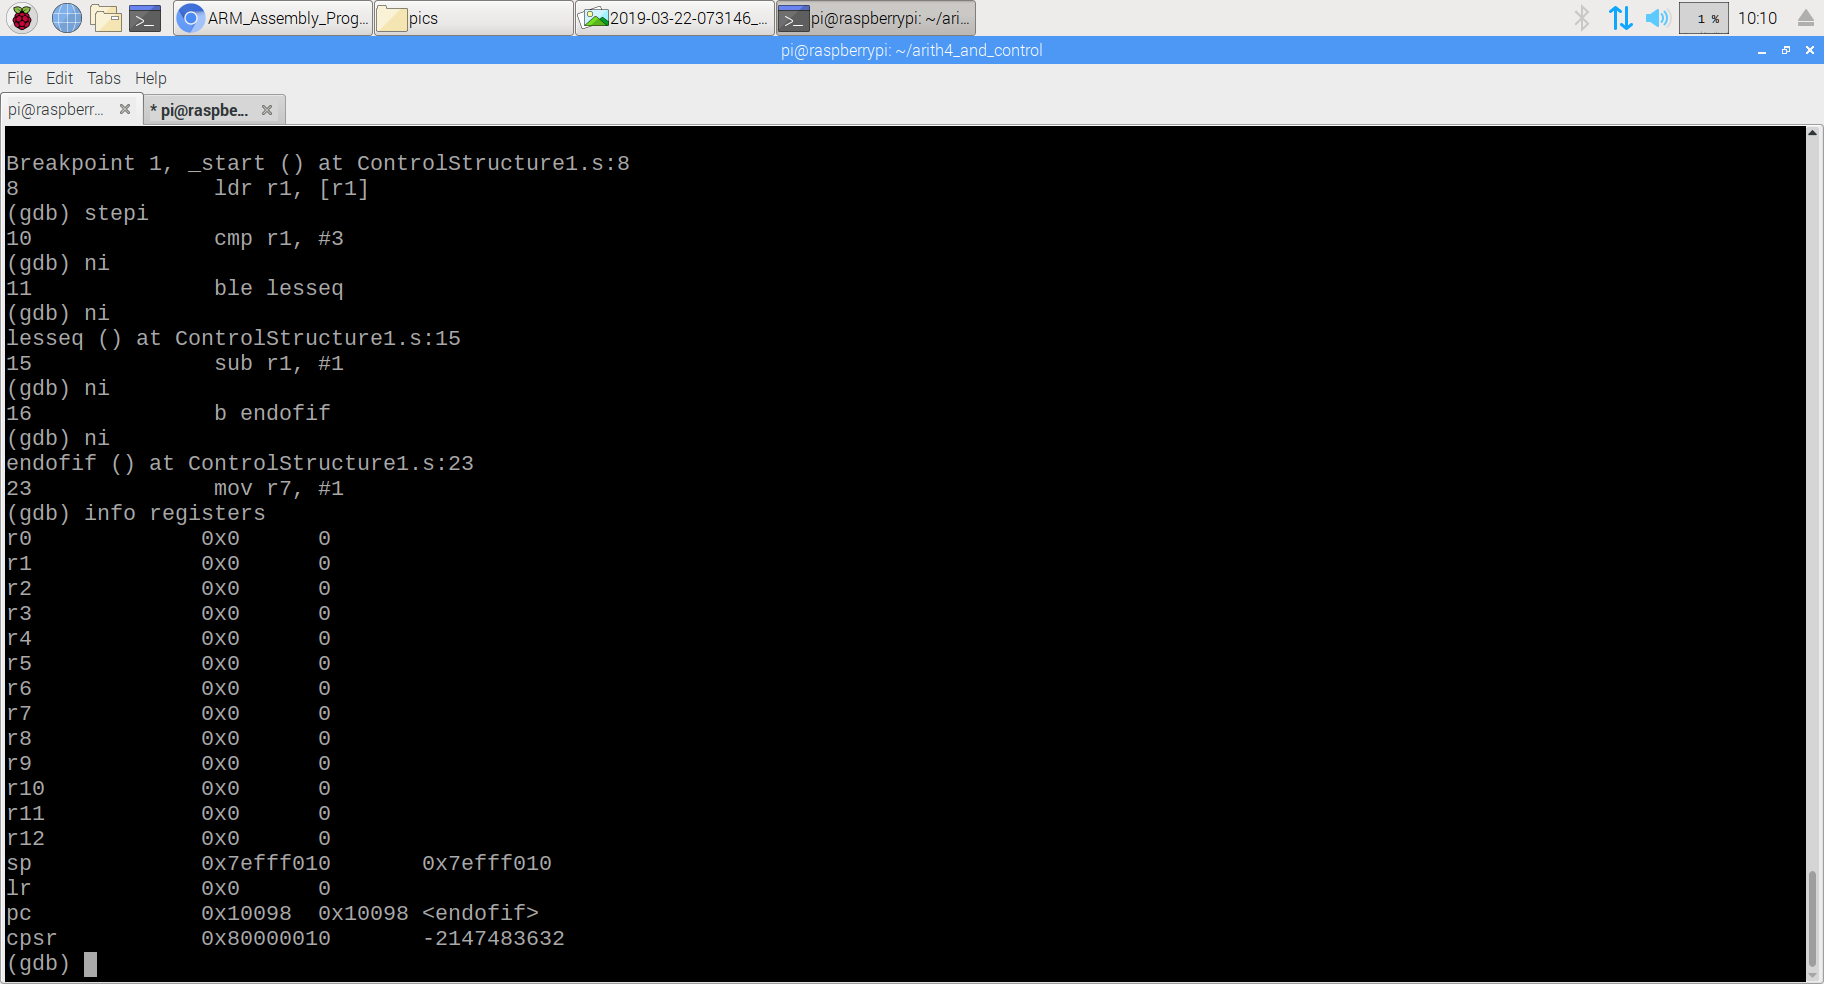 ARM_Assembly_Prog...
pics
2019-03-22-073146_...
pi@raspberrypi: ~/ari...
1 %
10:10
pi@raspberrypi: ~/arith4_and_control
File Edit Tabs Help
pi@raspberr...
* pi@raspbe...
Breakpoint 1, _start () at ControlStructure1.s:8
8 ldr r1, [r1]
(gdb) stepi
10 cmp r1, #3
(gdb) ni
11 ble lesseq
(gdb) ni
lesseq () at ControlStructure1.s:15
15 sub r1, #1
(gdb) ni
16 b endofif
(gdb) ni
endofif () at ControlStructure1.s:23
23 mov r7, #1
(gdb) info registers
r0 0x0 0
r1 0x0 0
r2 0x0 0
r3 0x0 0
r4 0x0 0
r5 0x0 0
r6 0x0 0
r7 0x0 0
r8 0x0 0
r9 0x0 0
r10 0x0 0
r11 0x0 0
r12 0x0 0
sp 0x7efff010 0x7efff010
lr 0x0 0
pc 0x10098 0x10098 <endofif>
cpsr 0x80000010 -2147483632
(gdb)